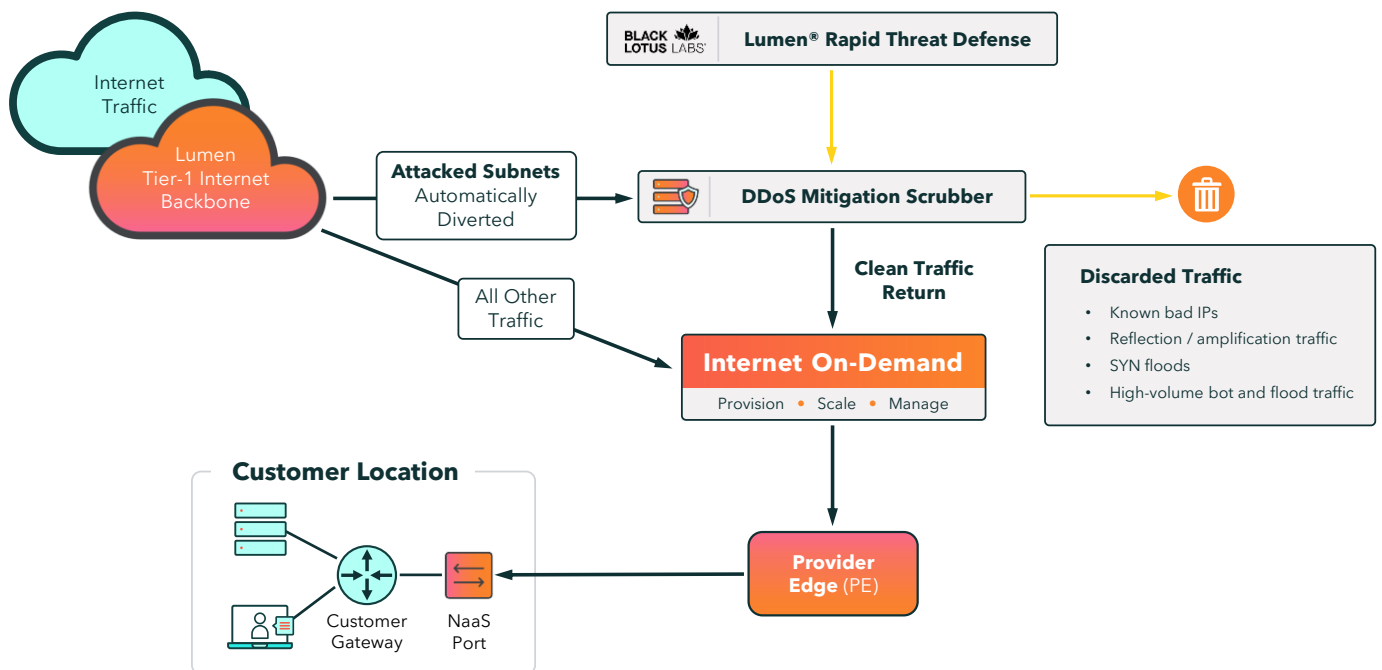 Internet
Traffic
Lumen
Tier-1 Internet
Backbone
BLACK
LOTUS LABS®
Lumen® Rapid Threat Defense
Attacked Subnets
Automatically
Diverted
DDoS Mitigation Scrubber
All Other
Traffic
Clean Traffic
Return
Discarded Traffic
• Known bad IPs
• Reflection / amplification traffic
• SYN floods
• High-volume bot and flood traffic
Internet On-Demand
Provision • Scale • Manage
Customer Location
Customer
Gateway
NaaS
Port
Provider
Edge (PE)